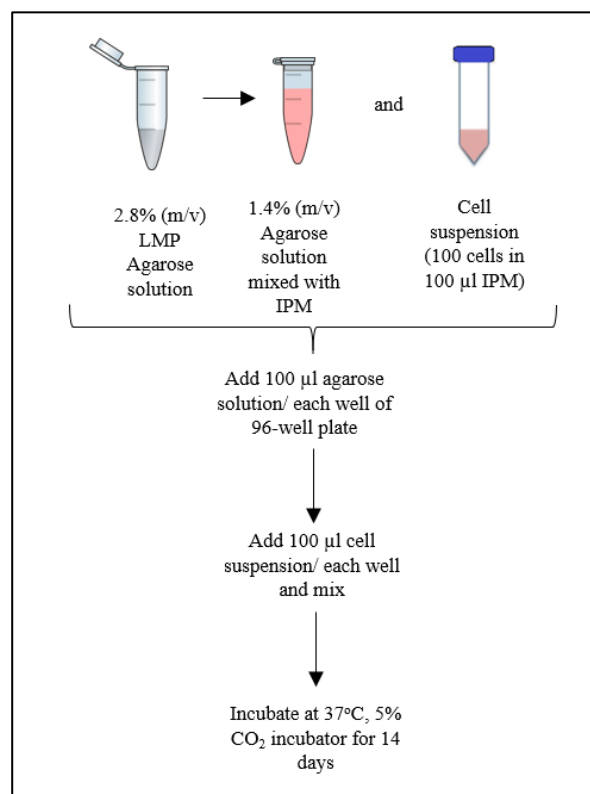 and
2.8% (m/v)
LMP
Agarose
solution
1.4% (m/v)
Agarose
solution
mixed with
IPM
Cell
suspension
(100 cells in
100 µl IPM)
Add 100 µl agarose
solution/ each well of
96-well plate
Add 100 µl cell
suspension/ each well
and mix
Incubate at 37°C, 5%
CO₂ incubator for 14
days